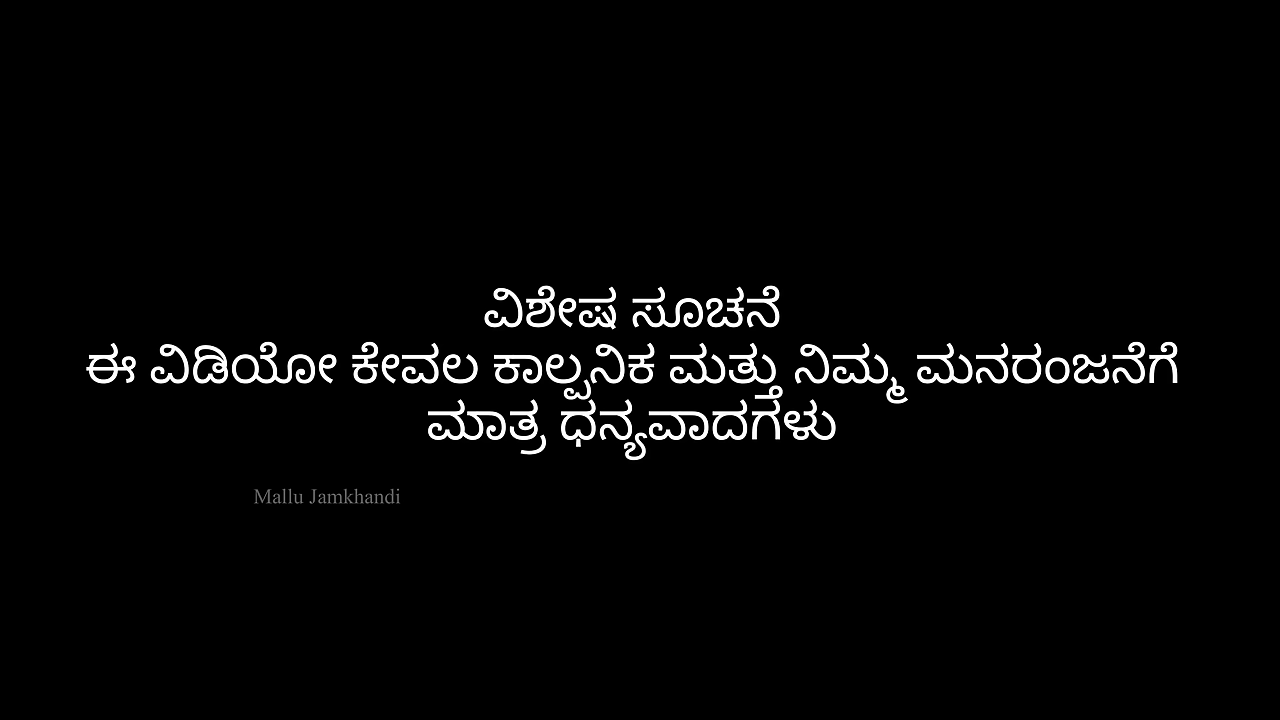 ವಿಶೇಷ ಸೂಚನೆ
ಈ ವಿಡಿಯೋ ಕೇವಲ ಕಾಲ್ಪನಿಕ ಮತ್ತು ನಿಮ್ಮ ಮನರಂಜನೆಗೆ
ಮಾತ್ರ ಧನ್ಯವಾದಗಳು
Mallu Jamkhandi